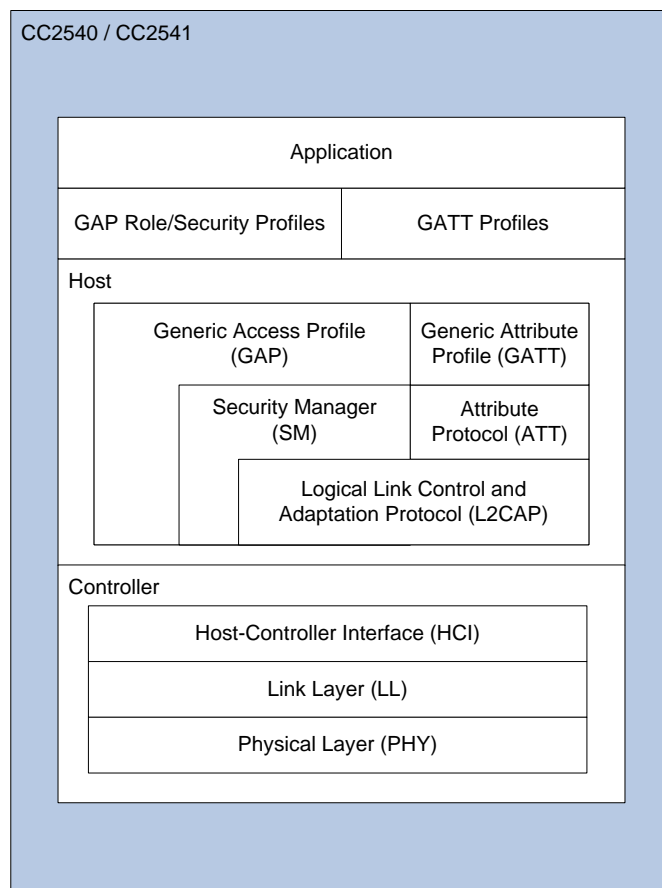 CC2540 / CC2541
Application
GAP Role/Security Profiles
GATT Profiles
Host
Generic Access Profile
(GAP)
Generic Attribute
Profile (GATT)
Security Manager
(SM)
Attribute
Protocol (ATT)
Logical Link Control and
Adaptation Protocol (L2CAP)
Controller
Host-Controller Interface (HCI)
Link Layer (LL)
Physical Layer (PHY)